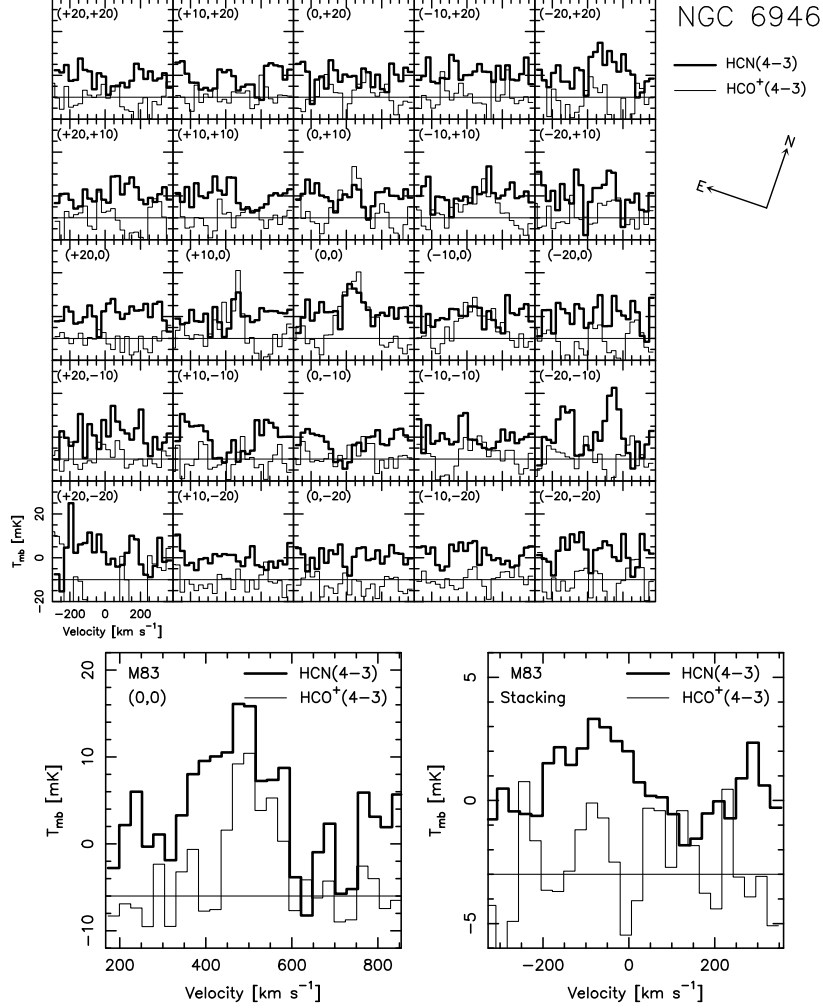 NGC 6946
HCN(4−3)
HCO⁺(4−3)
N
E
(+20,+20) (+10,+20) (0,+20) (−10,+20) (−20,+20)
(+20,+10) (+10,+10) (0,+10) (−10,+10) (−20,+10)
(+20,0) (+10,0) (0,0) (−10,0) (−20,0)
(+20,−10) (+10,−10) (0,−10) (−10,−10) (−20,−10)
(+20,−20) (+10,−20) (0,−20) (−10,−20) (−20,−20)
20
0
−20
T_mb [mK]
−200 0 200
Velocity [km s⁻¹]
M83
(0,0)
HCN(4−3)
HCO⁺(4−3)
20
10
0
−10
T_mb [mK]
200 400 600 800
Velocity [km s⁻¹]
M83
Stacking
HCN(4−3)
HCO⁺(4−3)
5
0
−5
T_mb [mK]
−200 0 200
Velocity [km s⁻¹]